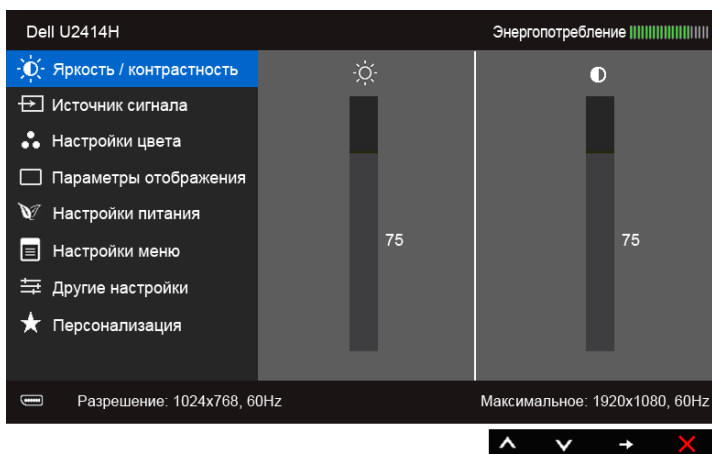 Dell U2414H
Энергопотребление
Яркость / контрастность
Источник сигнала
Настройки цвета
Параметры отображения
Настройки питания
Настройки меню
Другие настройки
Персонализация
75
75
Разрешение: 1024x768, 60Hz
Максимальное: 1920x1080, 60Hz